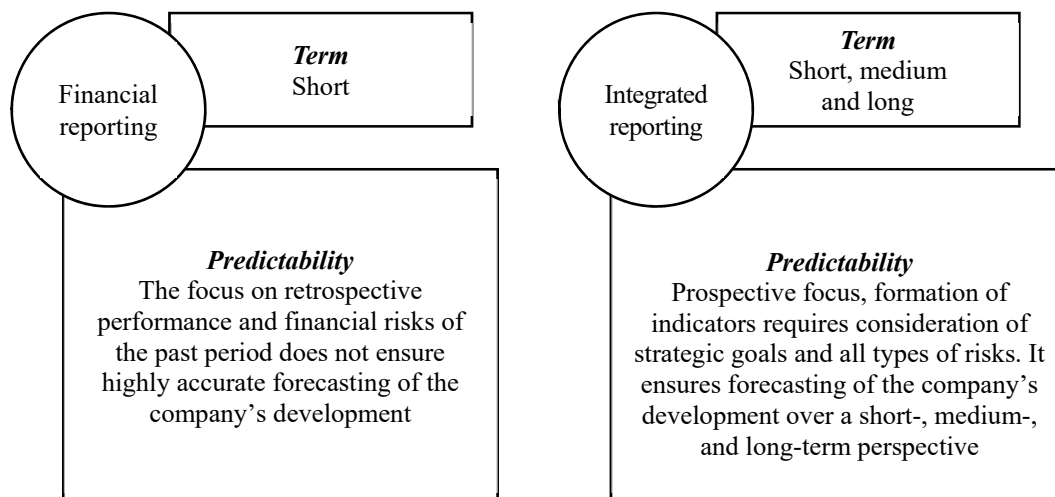 Financial
reporting
Term
Short
Predictability
The focus on retrospective
performance and financial risks of
the past period does not ensure
highly accurate forecasting of the
company’s development
Integrated
reporting
Term
Short, medium
and long
Predictability
Prospective focus, formation of
indicators requires consideration of
strategic goals and all types of risks. It
ensures forecasting of the company’s
development over a short-, medium-,
and long-term perspective